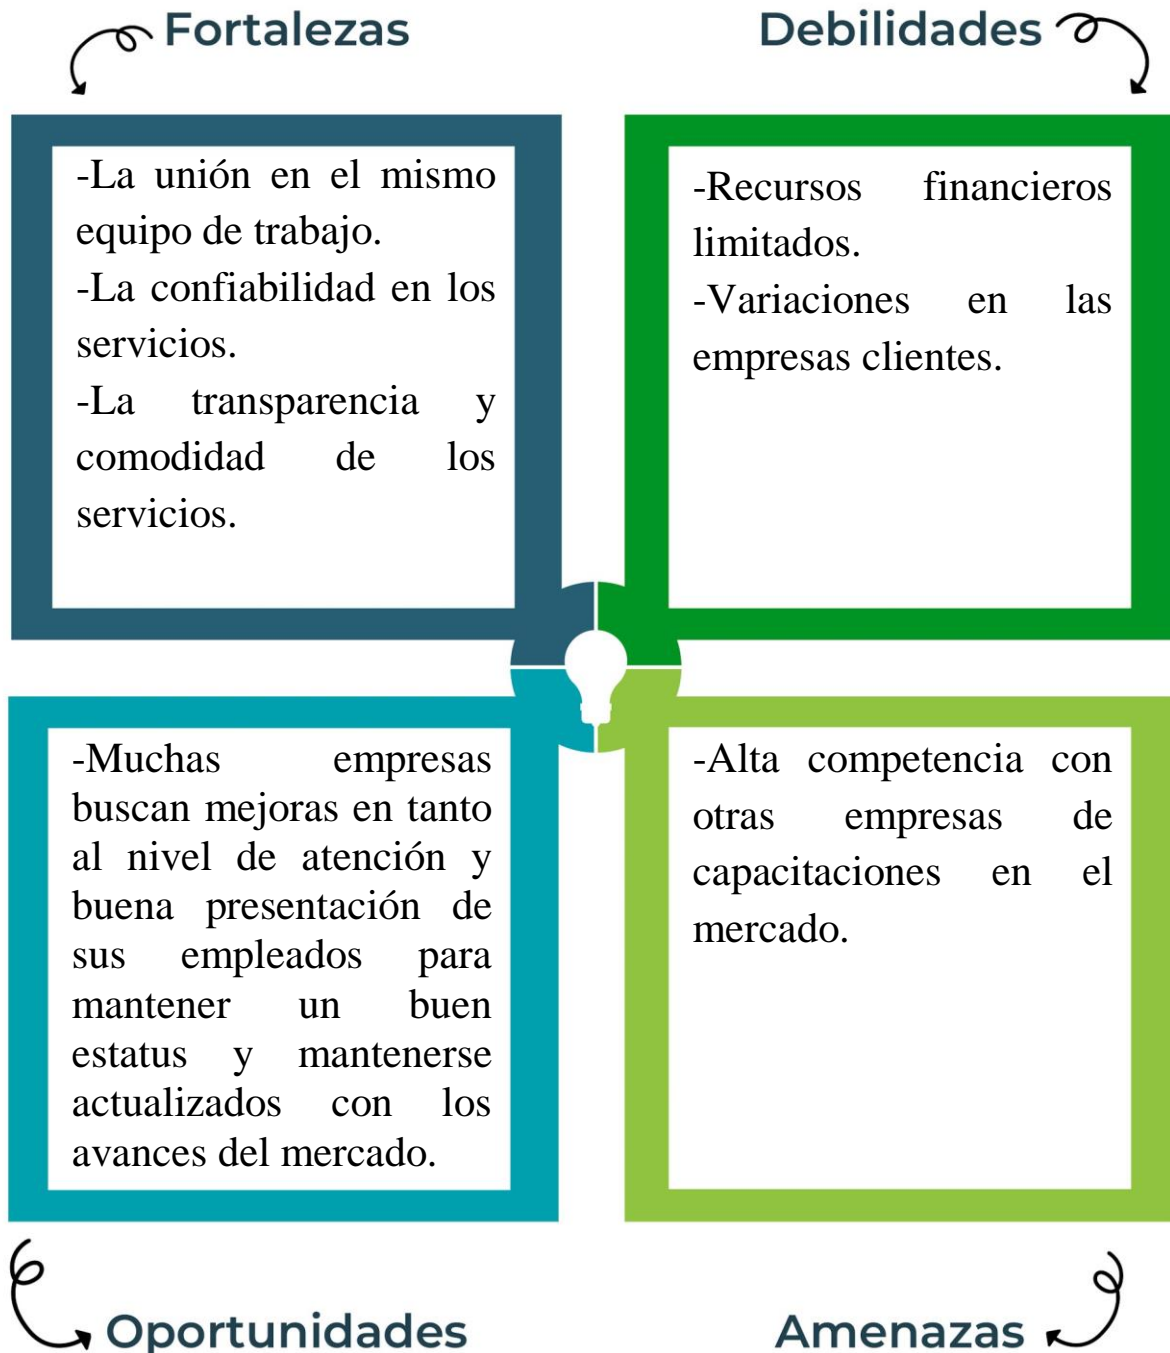 Fortalezas
-La unión en el mismo
equipo de trabajo.
-La confiabilidad en los
servicios.
-La transparencia y
comodidad de los
servicios.
Debilidades
-Recursos financieros
limitados.
-Variaciones en las
empresas clientes.
-Muchas empresas
buscan mejoras en tanto
al nivel de atención y
buena presentación de
sus empleados para
mantener un buen
estatus y mantenerse
actualizados con los
avances del mercado.
Oportunidades
-Alta competencia con
otras empresas de
capacitaciones en el
mercado.
Amenazas